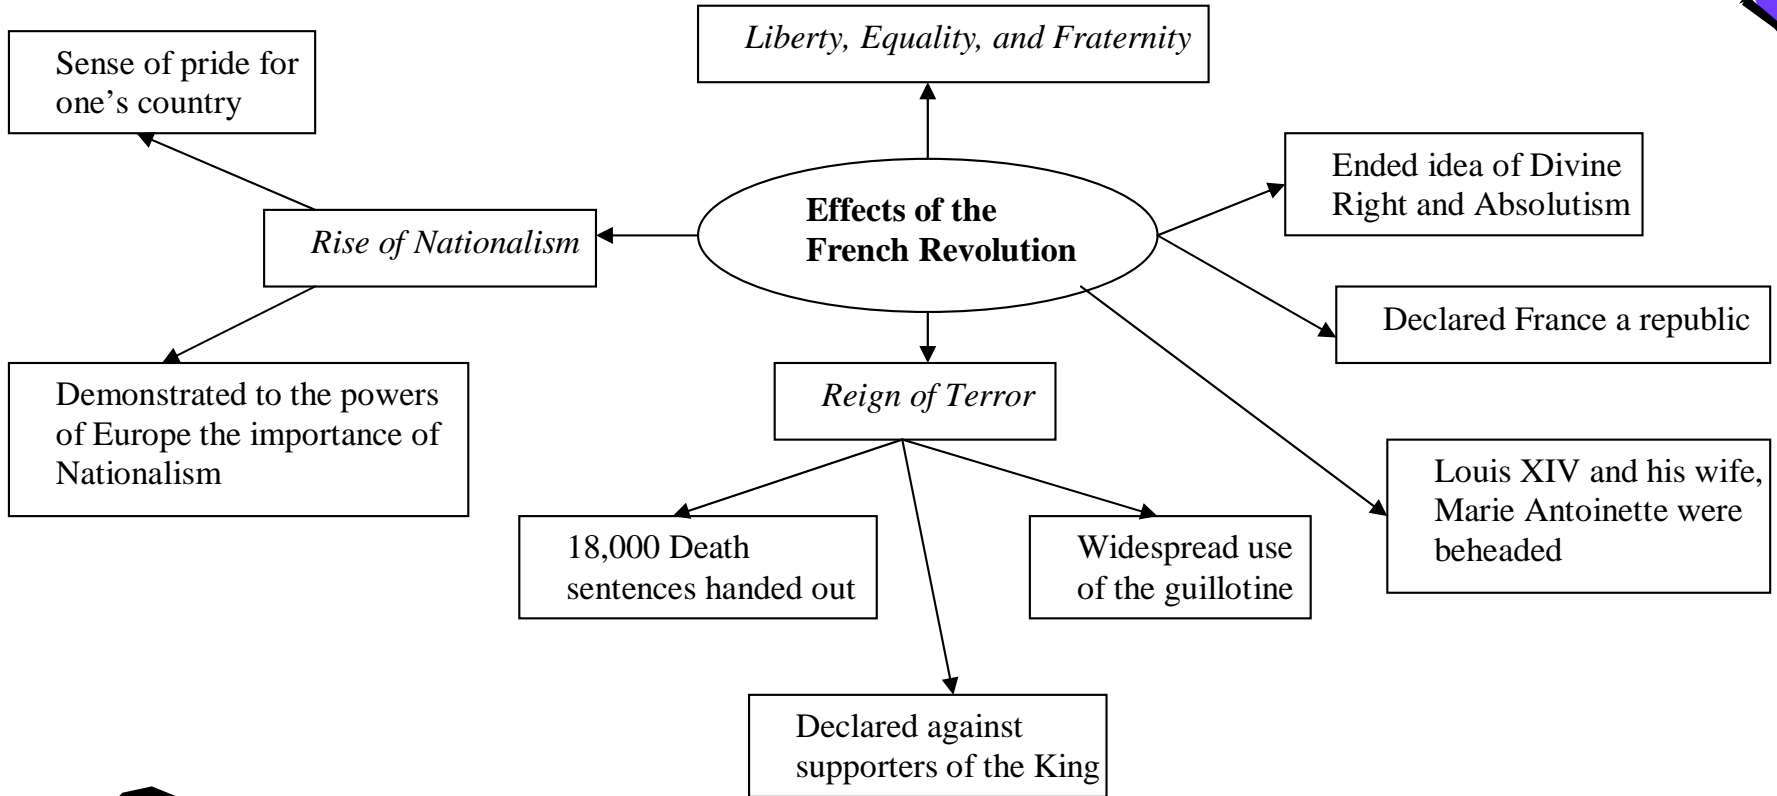 Liberty, Equality, and Fraternity
Sense of pride for
one’s country
Ended idea of Divine
Right and Absolutism
Effects of the
French Revolution
Rise of Nationalism
Declared France a republic
Demonstrated to the powers
of Europe the importance of
Nationalism
Reign of Terror
Louis XIV and his wife,
Marie Antoinette were
beheaded
18,000 Death
sentences handed out
Widespread use
of the guillotine
Declared against
supporters of the King